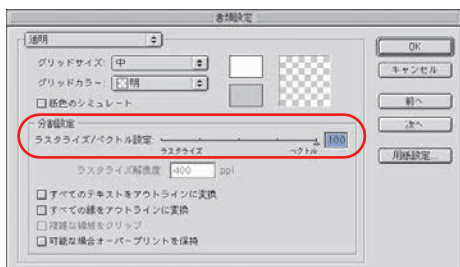 書類設定
透明
グリッドサイズ: 中
グリッドカラー: 明
紙色のシミュレート
分割設定
ラスタライズ/ベクトル設定: 100
ラスタライズ ベクトル
ラスタライズ解像度: 400 ppi
すべてのテキストをアウトラインに変換
すべての線をアウトラインに変換
複雑な領域をクリップ
可能な場合オーバープリントを保持
OK
キャンセル
前へ
次へ
用紙設定...